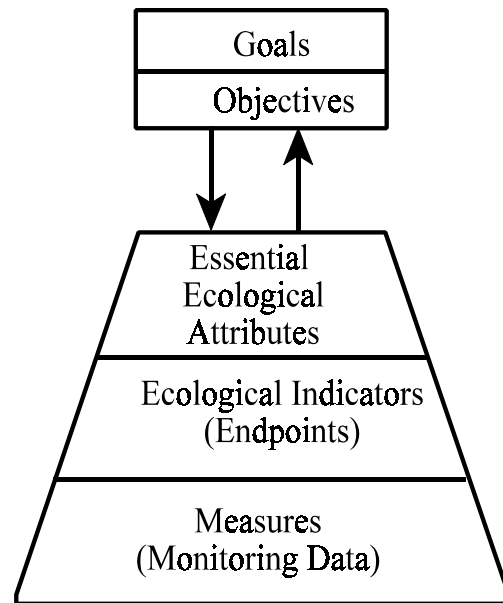 Goals
Objectives
Essential
Ecological
Attributes
Ecological Indicators
(Endpoints)
Measures
(Monitoring Data)